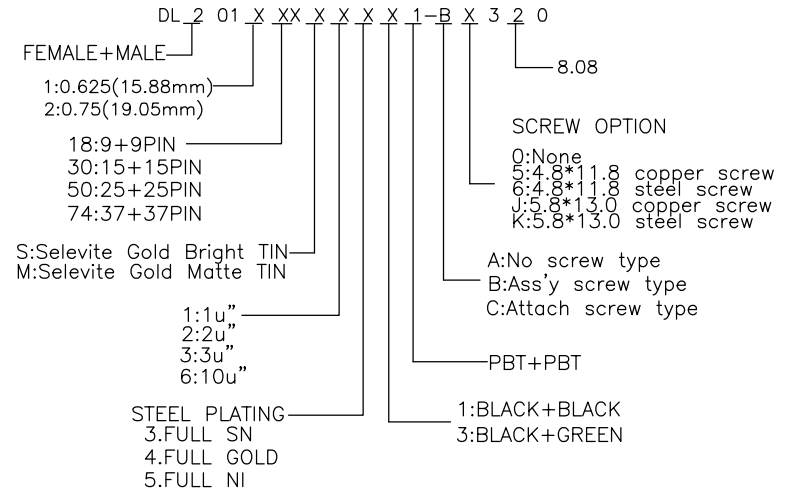 DL 2 01 X XX X X X X 1-B X 3 2 0
FEMALE+MALE
8.08
1:0.625(15.88mm)
2:0.75(19.05mm)
SCREW OPTION
18:9+9PIN
30:15+15PIN
50:25+25PIN
74:37+37PIN
0:None
5:4.8*11.8 copper screw
6:4.8*11.8 steel screw
J:5.8*13.0 copper screw
K:5.8*13.0 steel screw
S:Selevite Gold Bright TIN
M:Selevite Gold Matte TIN
A:No screw type
B:Ass'y screw type
C:Attach screw type
1:1u"
2:2u"
3:3u"
6:10u"
PBT+PBT
STEEL PLATING
3.FULL SN
4.FULL GOLD
5.FULL NI
1:BLACK+BLACK
3:BLACK+GREEN